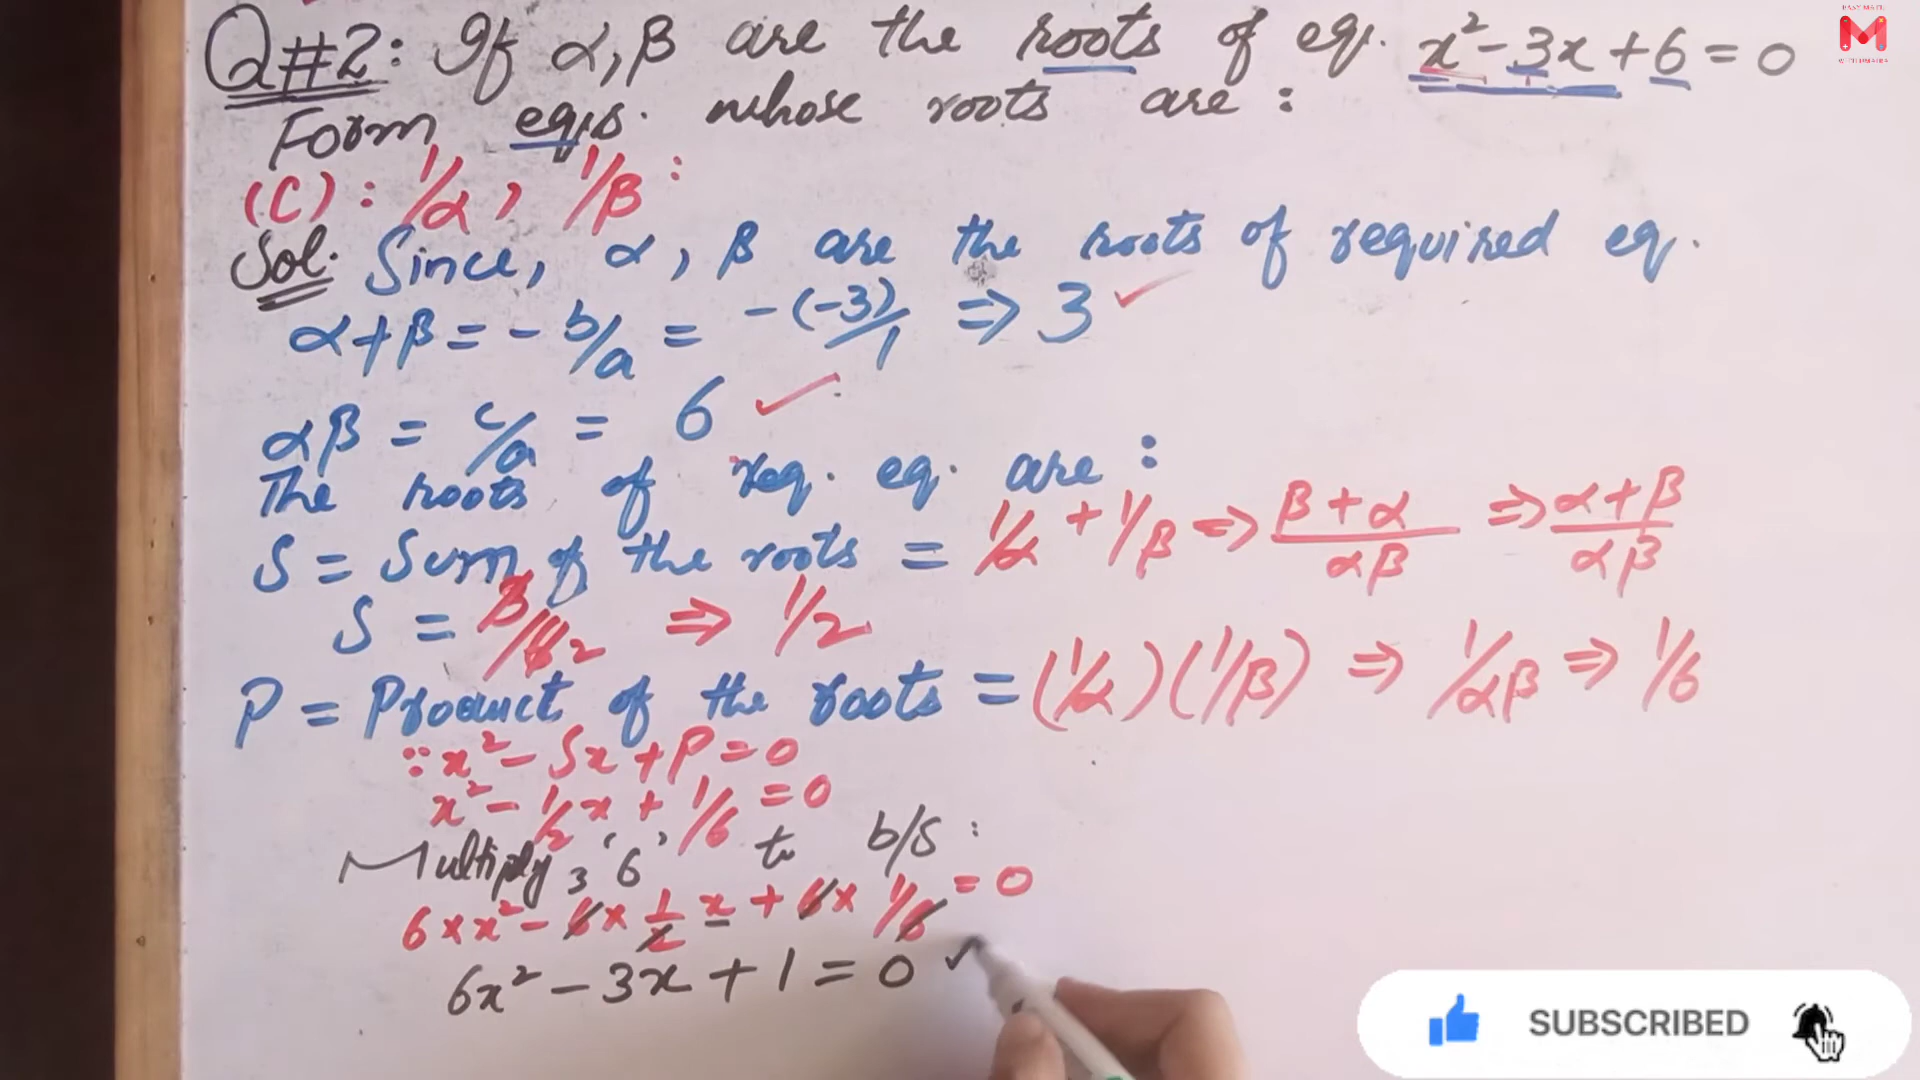 Q#2: If α, β are the roots of eq. x² - 3x + 6 = 0
Form eqs. whose roots are :
(C) : 1/α , 1/β :
Sol. Since, α, β are the roots of required eq.
α+β = - b/a = -(-3)/1 ⇒ 3 ✓
αβ = c/a = 6 ✓
The roots of req. eq. are :
S = Sum of the roots = 1/α + 1/β ⇒ β+α/αβ ⇒ α+β/αβ
S = 3/6 2 ⇒ 1/2
P = Product of the roots = (1/α)(1/β) ⇒ 1/αβ ⇒ 1/6
∵ x² - Sx + P = 0
x² - 1/2 x + 1/6 = 0
Multiply '6' to b/S :
3
6 × x² - 6 × 1/2 x + 6 × 1/6 = 0
6x² - 3x + 1 = 0 ✓
EASY MATH
M
SUBSCRIBED